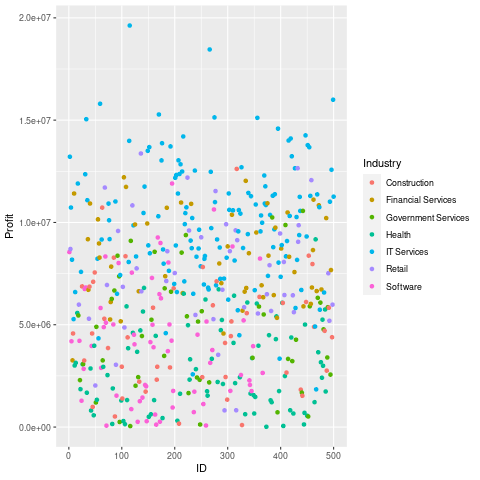 2.0e+07
1.5e+07
1.0e+07
5.0e+06
0.0e+00
Profit
0 100 200 300 400 500
ID
Industry
Construction
Financial Services
Government Services
Health
IT Services
Retail
Software